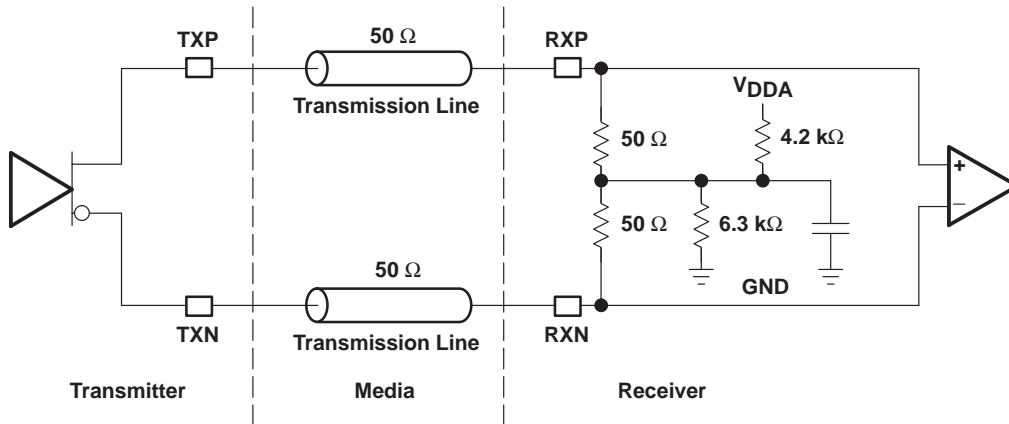 50 Ω
TXP
RXP
Transmission Line
VDDA
50 Ω
4.2 kΩ
+
−
50 Ω
6.3 kΩ
50 Ω
GND
TXN
Transmission Line
RXN
Transmitter
Media
Receiver